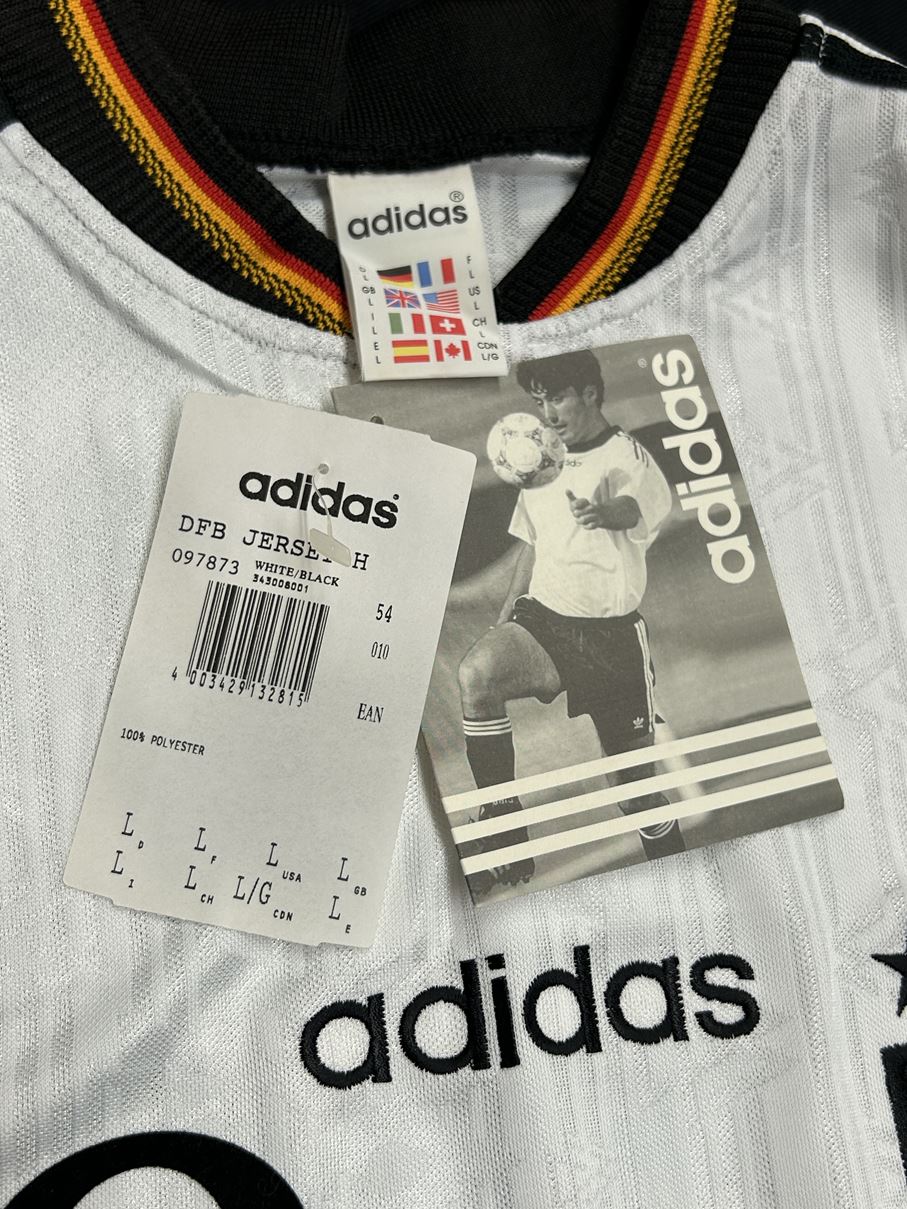 adidas®
D
L
F
L
GB
L
US
L
I
L
CH
L
E
L
CDN
L/G
adidas
DFB JERSEY H
097873 WHITE/BLACK
343008001
54
010
4 003429 132815
EAN
100% POLYESTER
L D L F L USA L GB
L I L CH L/G CDN L E
adidas®
adidas